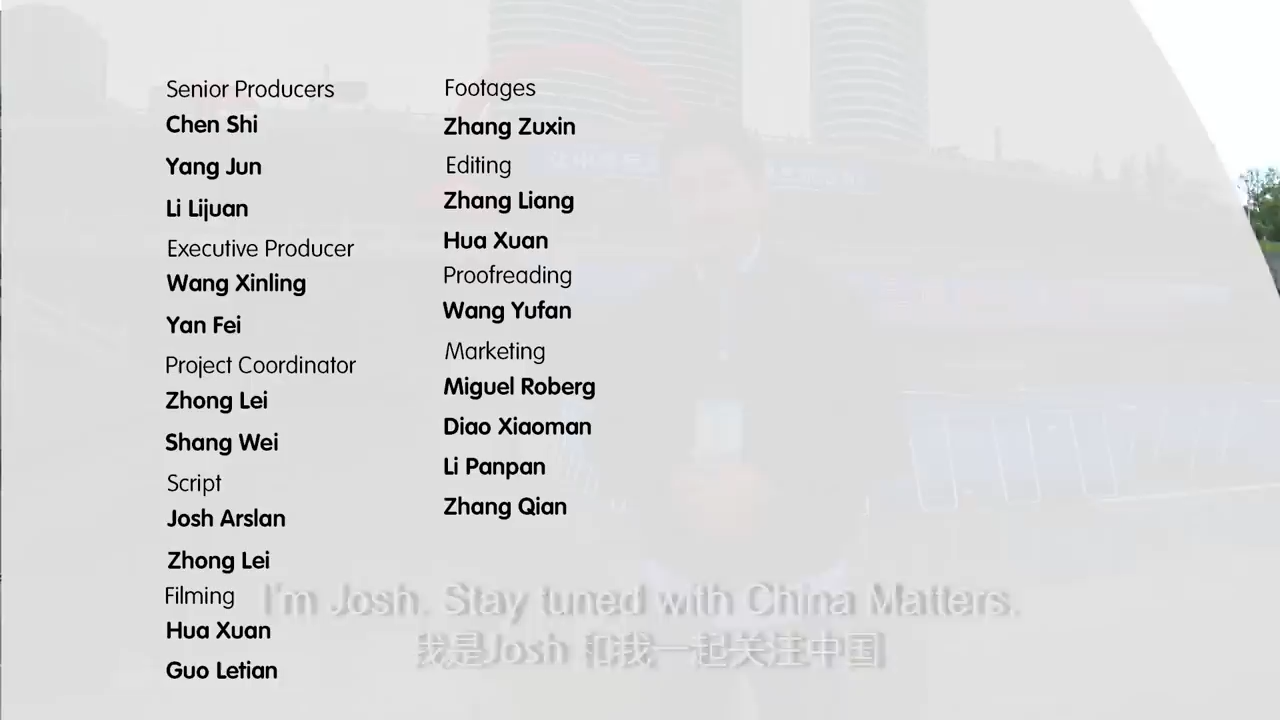 Senior Producers
Chen Shi
Yang Jun
Li Lijuan
Executive Producer
Wang Xinling
Yan Fei
Project Coordinator
Zhong Lei
Shang Wei
Script
Josh Arslan
Zhong Lei
Filming
Hua Xuan
Guo Letian
Footages
Zhang Zuxin
Editing
Zhang Liang
Hua Xuan
Proofreading
Wang Yufan
Marketing
Miguel Roberg
Diao Xiaoman
Li Panpan
Zhang Qian
I'm Josh. Stay tuned with China Matters.
我是Josh 和我一起关注中国